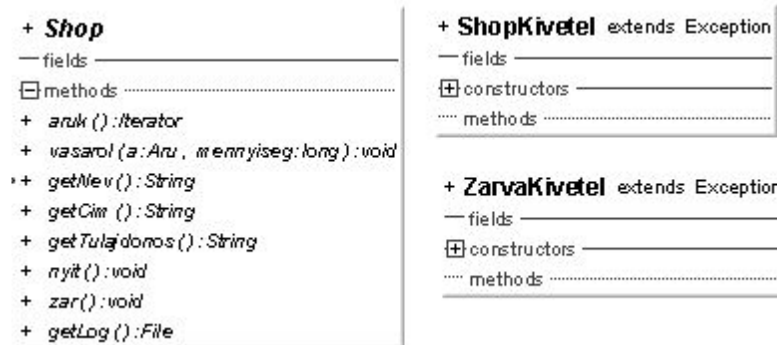 + Shop
fields
methods
+ aruk ( ) : Iterator
+ vasarol (a: Aru , mennyiseg: long ) : void
+ getNev ( ) : String
+ getCim ( ) : String
+ getTulajdonos ( ) : String
+ nyit ( ) : void
+ zar ( ) : void
+ getLog ( ) : File
+ ShopKivetel extends Exception
fields
constructors
methods
+ ZarvaKivetel extends Exception
fields
constructors
methods